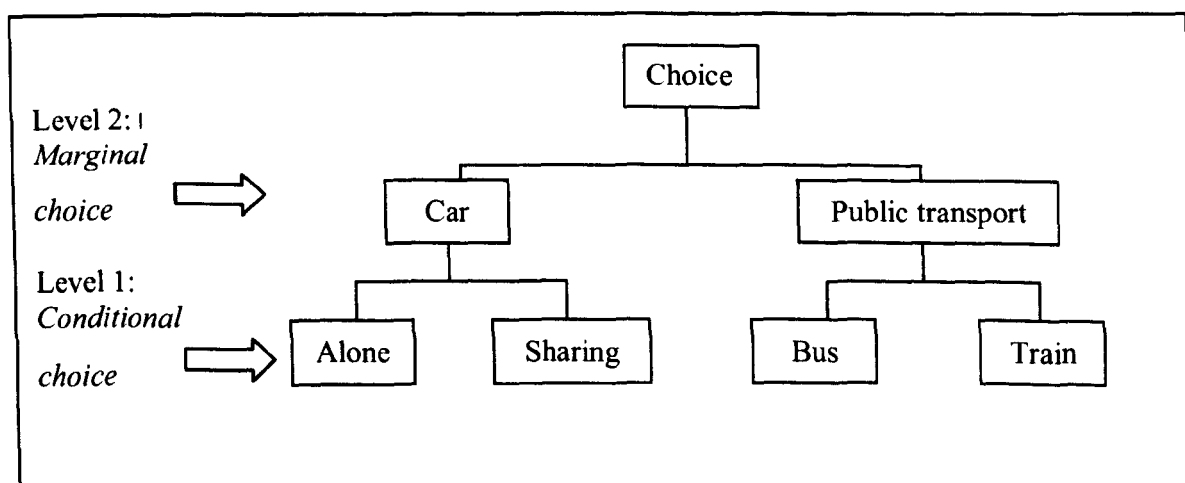 Choice
Level 2:
Marginal
choice
Car
Public transport
Level 1:
Conditional
choice
Alone
Sharing
Bus
Train